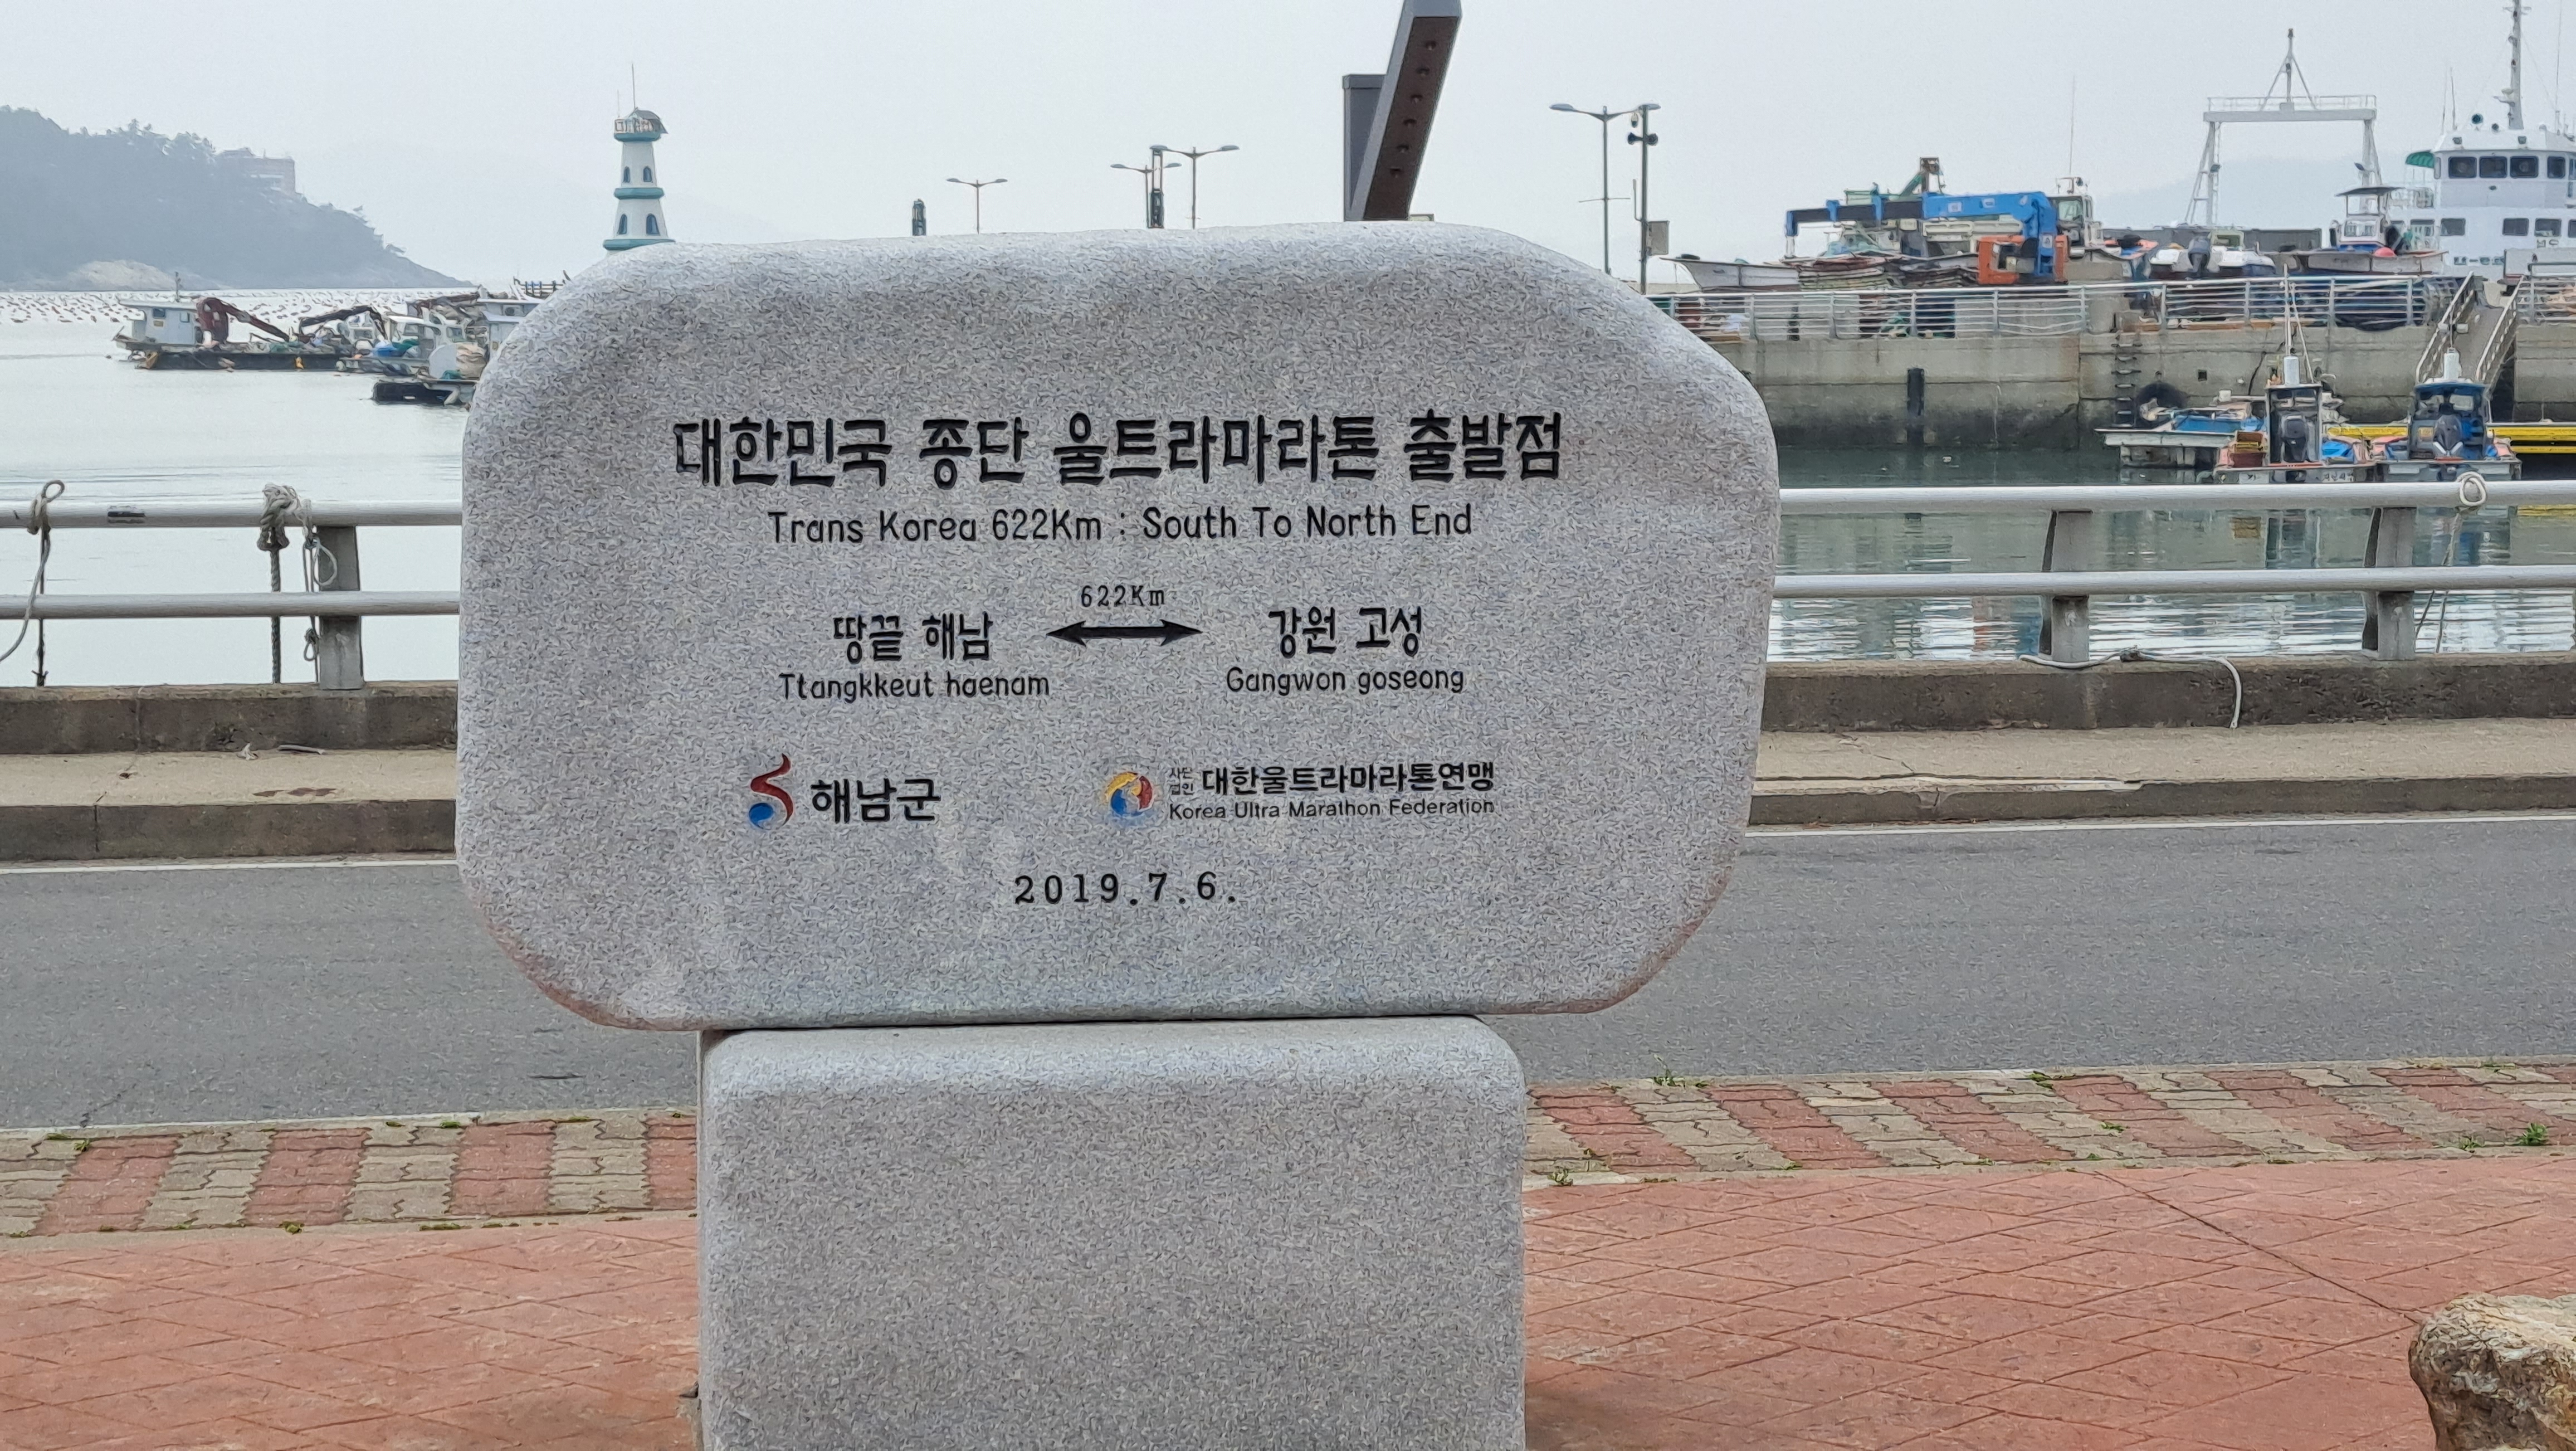 대한민국 종단 울트라마라톤 출발점
Trans Korea 622Km : South To North End
622Km
땅끝 해남 강원 고성
Ttangkkeut haenam Gangwon goseong
해남군 사단법인 대한울트라마라톤연맹
Korea Ultra Marathon Federation
2019.7.6.